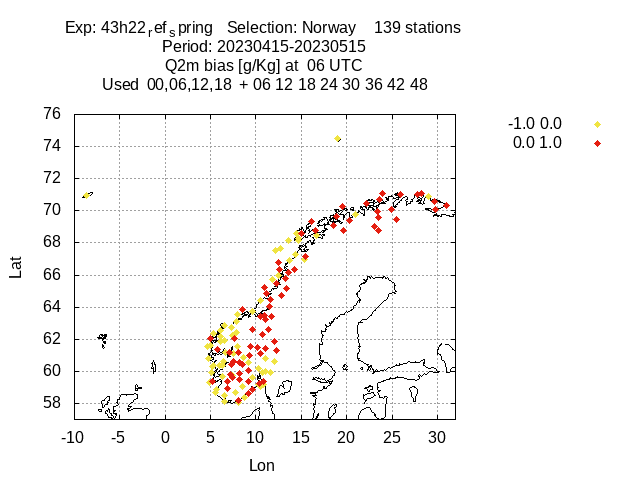 Exp: 43h22refspring Selection: Norway 139 stations
Period: 20230415-20230515
Q2m bias [g/Kg] at 06 UTC
Used 00,06,12,18 + 06 12 18 24 30 36 42 48
-1.0 0.0
0.0 1.0
76
74
72
70
68
66
64
62
60
58
Lat
-10 -5 0 5 10 15 20 25 30
Lon